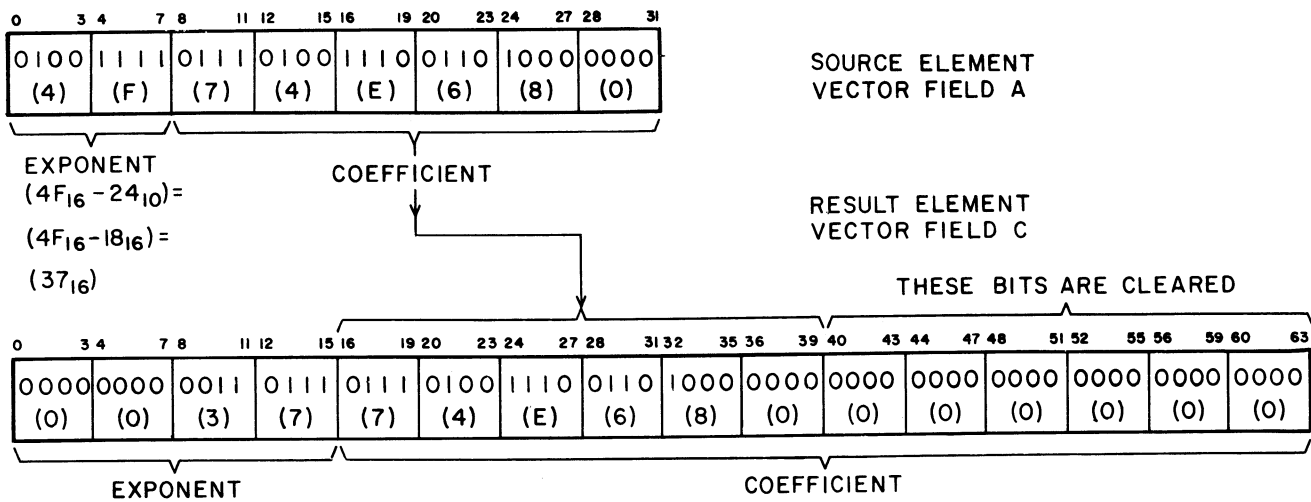 0 3 4 7 8 11 12 15 16 19 20 23 24 27 28 31
0100 1111 0111 0100 1110 0110 1000 0000
(4) (F) (7) (4) (E) (6) (8) (0)
SOURCE ELEMENT
VECTOR FIELD A
EXPONENT
(4F16 - 2410) =
(4F16 - 1816) =
(3716)
COEFFICIENT
RESULT ELEMENT
VECTOR FIELD C
THESE BITS ARE CLEARED
0 3 4 7 8 11 12 15 16 19 20 23 24 27 28 31 32 35 36 39 40 43 44 47 48 51 52 55 56 59 60 63
0000 0000 0011 0111 0111 0100 1110 0110 1000 0000 0000 0000 0000 0000 0000 0000
(0) (0) (3) (7) (7) (4) (E) (6) (8) (0) (0) (0) (0) (0) (0) (0)
EXPONENT
COEFFICIENT